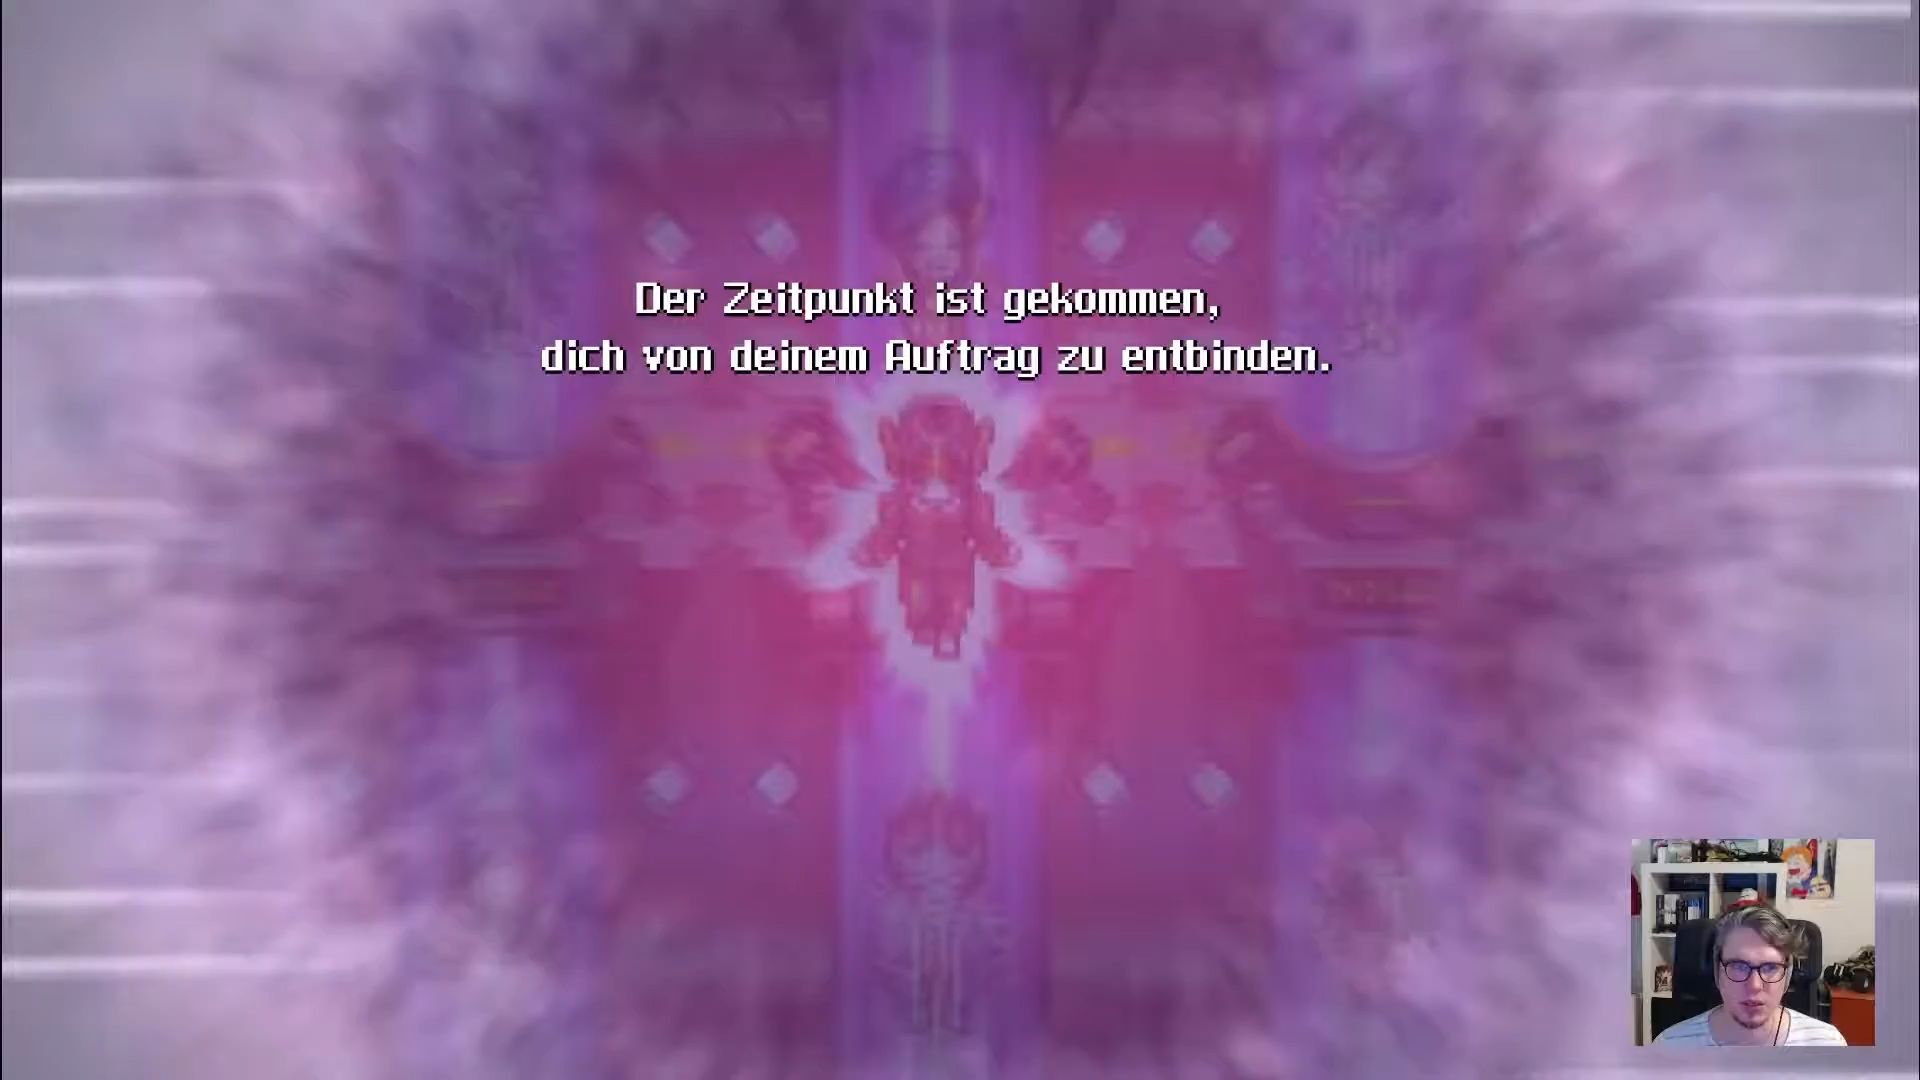 Der Zeitpunkt ist gekommen,
dich von deinem Auftrag zu entbinden.